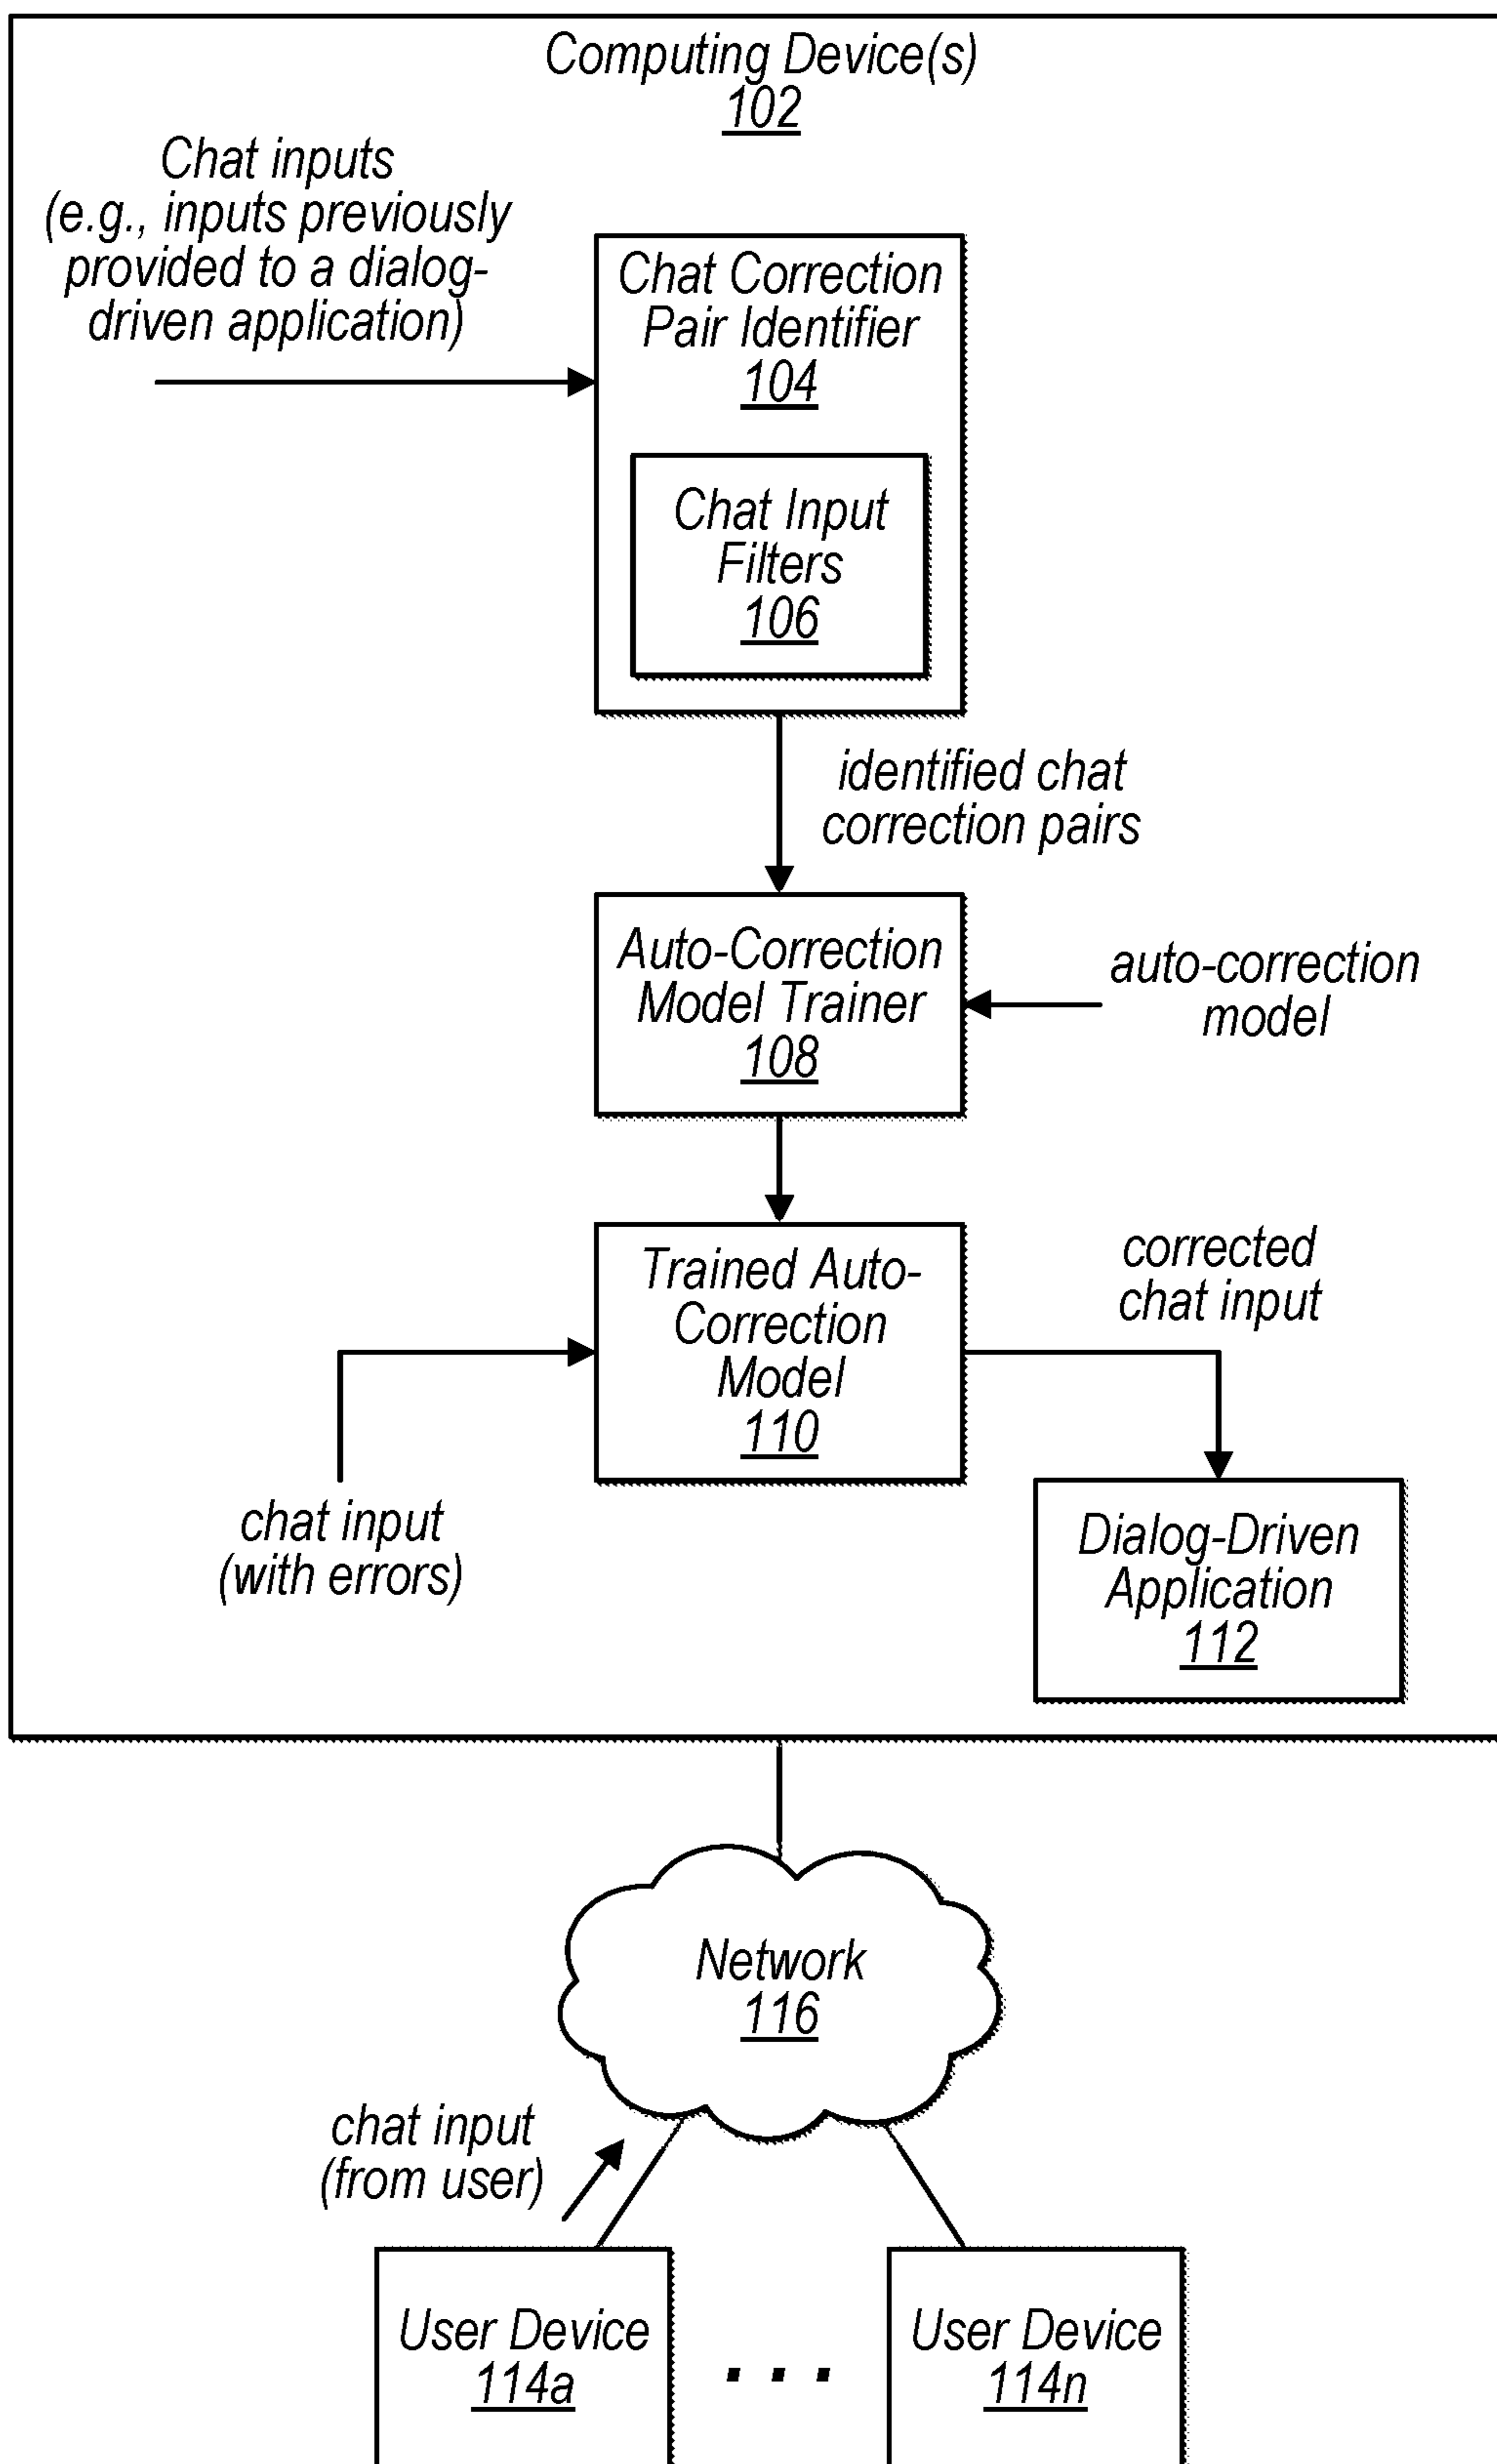 Computing Device(s)
102
Chat inputs
(e.g., inputs previously
provided to a dialog-
driven application)
Chat Correction
Pair Identifier
104
Chat Input
Filters
106
identified chat
correction pairs
Auto-Correction
Model Trainer
108
auto-correction
model
Trained Auto-
Correction
Model
110
corrected
chat input
chat input
(with errors)
Dialog-Driven
Application
112
Network
116
chat input
(from user)
User Device
114a
. . .
User Device
114n